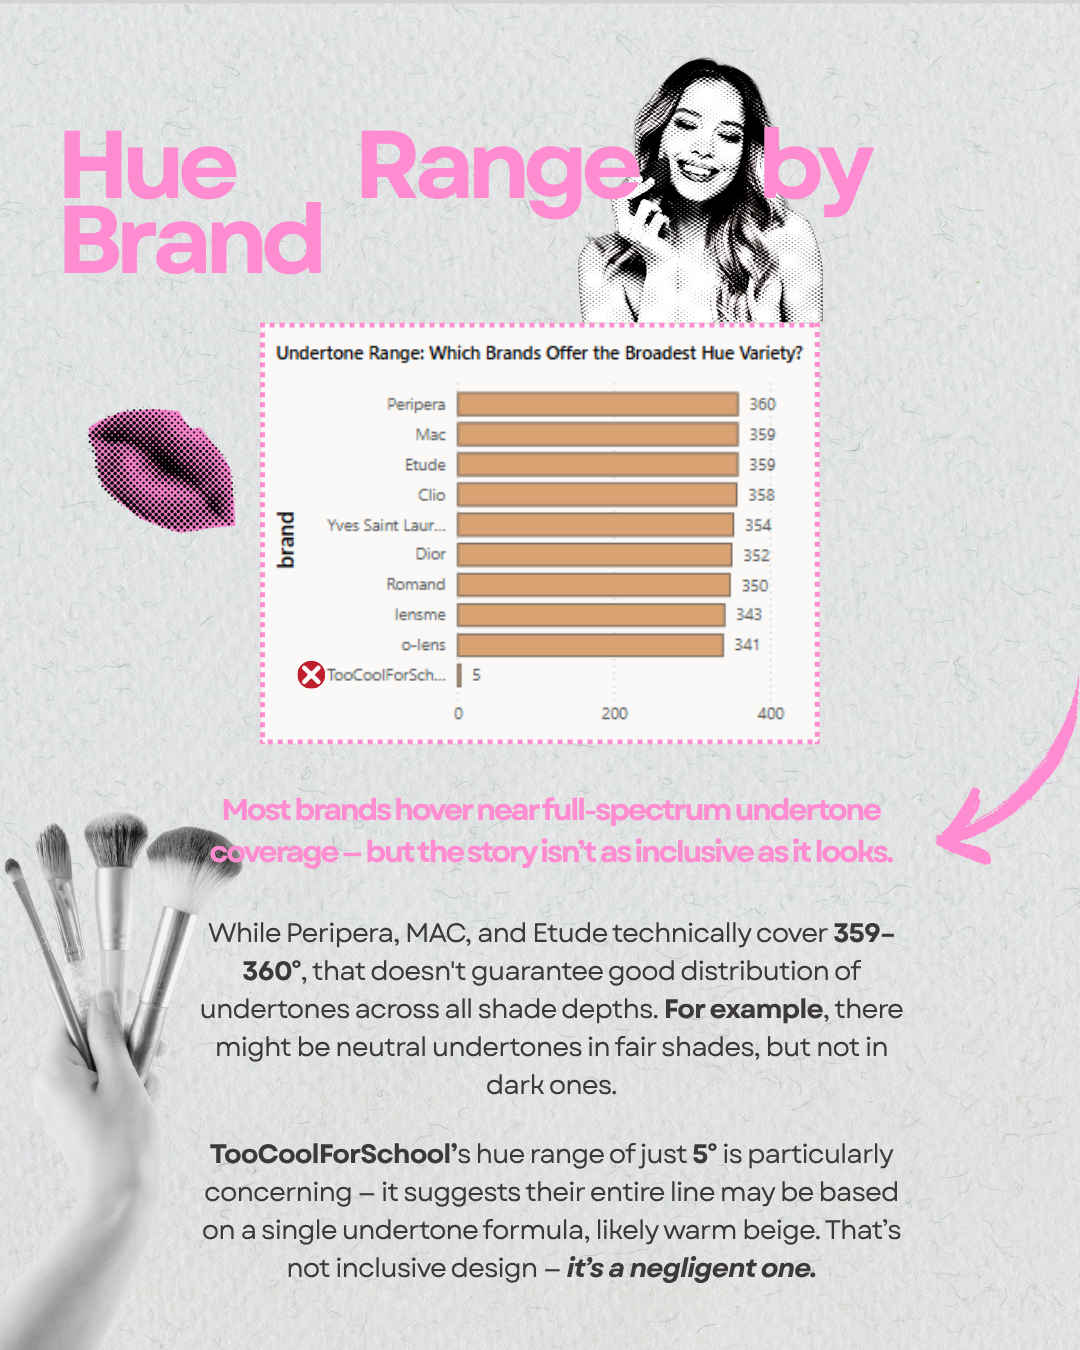 Hue Range by
Brand
Undertone Range: Which Brands Offer the Broadest Hue Variety?
brand
Peripera 360
Mac 359
Etude 359
Clio 358
Yves Saint Laur... 354
Dior 352
Romand 350
lensme 343
o-lens 341
TooCoolForSch... 5
0 200 400
Most brands hover near full-spectrum undertone
coverage – but the story isn't as inclusive as it looks.
While Peripera, MAC, and Etude technically cover 359–
360°, that doesn't guarantee good distribution of
undertones across all shade depths. For example, there
might be neutral undertones in fair shades, but not in
dark ones.
TooCoolForSchool's hue range of just 5° is particularly
concerning – it suggests their entire line may be based
on a single undertone formula, likely warm beige. That's
not inclusive design – it's a negligent one.